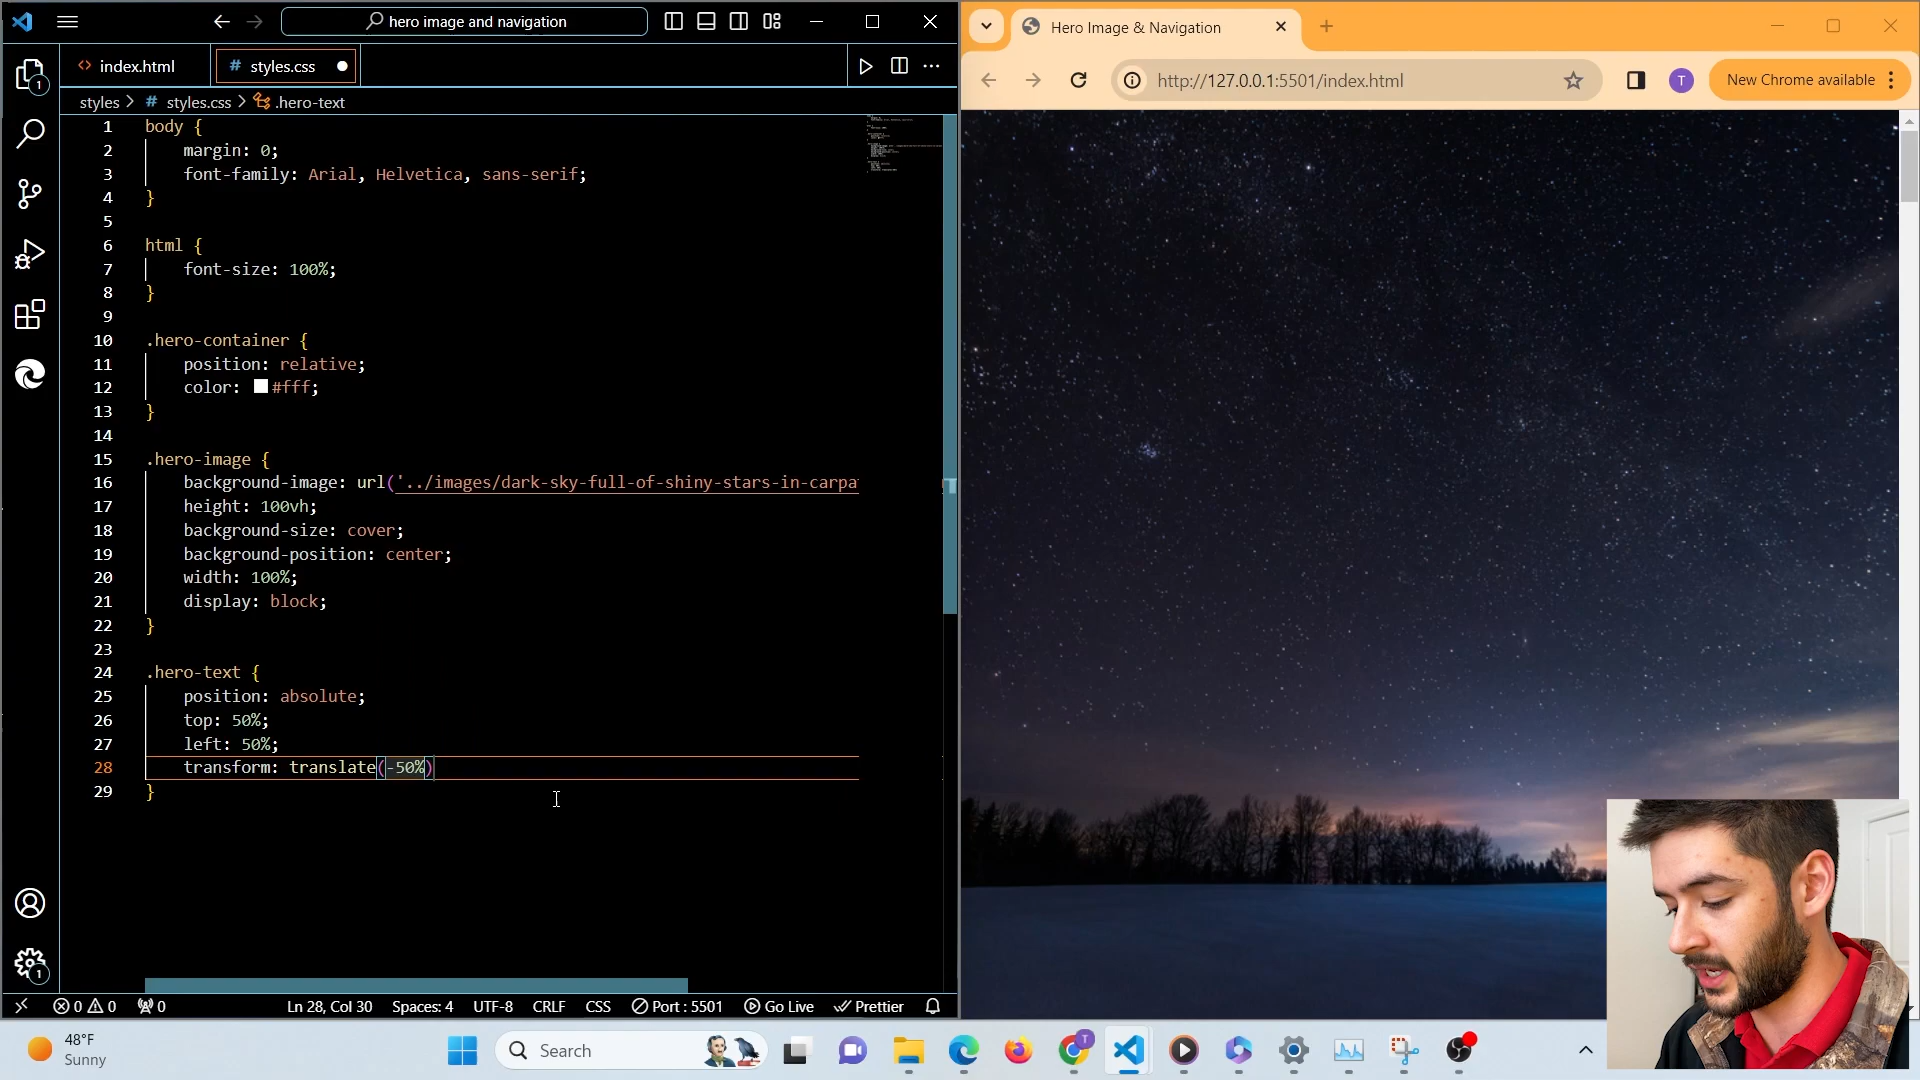 hero image and navigation
index.html
# styles.css
styles > # styles.css > .hero-text
1 body {
2 margin: 0;
3 font-family: Arial, Helvetica, sans-serif;
4 }
5
6 html {
7 font-size: 100%;
8 }
9
10 .hero-container {
11 position: relative;
12 color: #fff;
13 }
14
15 .hero-image {
16 background-image: url('../images/dark-sky-full-of-shiny-stars-in-carpa
17 height: 100vh;
18 background-size: cover;
19 background-position: center;
20 width: 100%;
21 display: block;
22 }
23
24 .hero-text {
25 position: absolute;
26 top: 50%;
27 left: 50%;
28 transform: translate(-50%)
29 }
1
1
0 0 0 Ln 28, Col 30 Spaces: 4 UTF-8 CRLF CSS Port : 5501 Go Live Prettier
Hero Image & Navigation
http://127.0.0.1:5501/index.html
T
New Chrome available
48°F
Sunny
Search
T